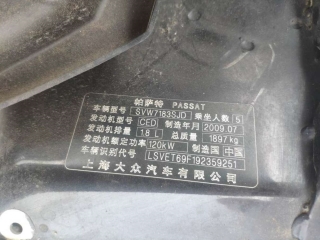 帕萨特 PASSAT
车辆型号 SVW7183SJD 乘坐人数 5
发动机型号 CED 制造年月 2009.07
发动机排量 1.8 L 总质量 1897 kg
发动机额定功率 120kW 制造国 中国
车辆识别代号 LSVET69F192359251
上海大众汽车有限公司